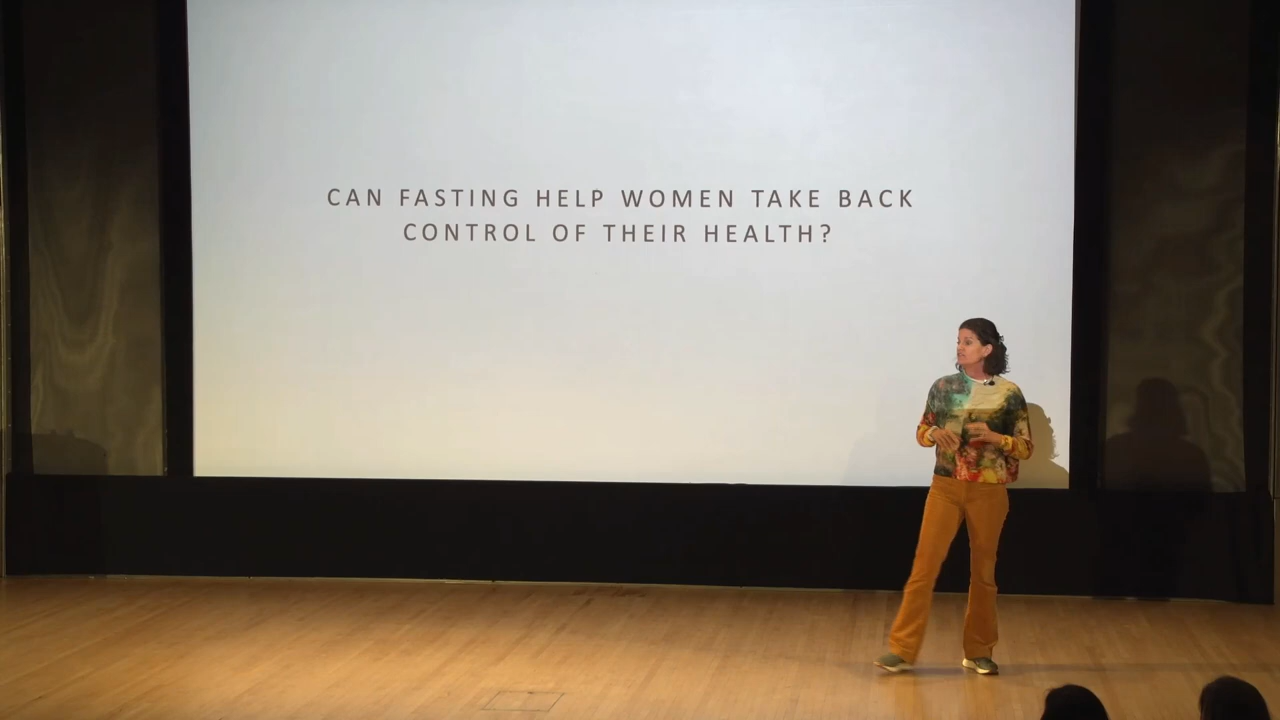 CAN FASTING HELP WOMEN TAKE BACK
CONTROL OF THEIR HEALTH?